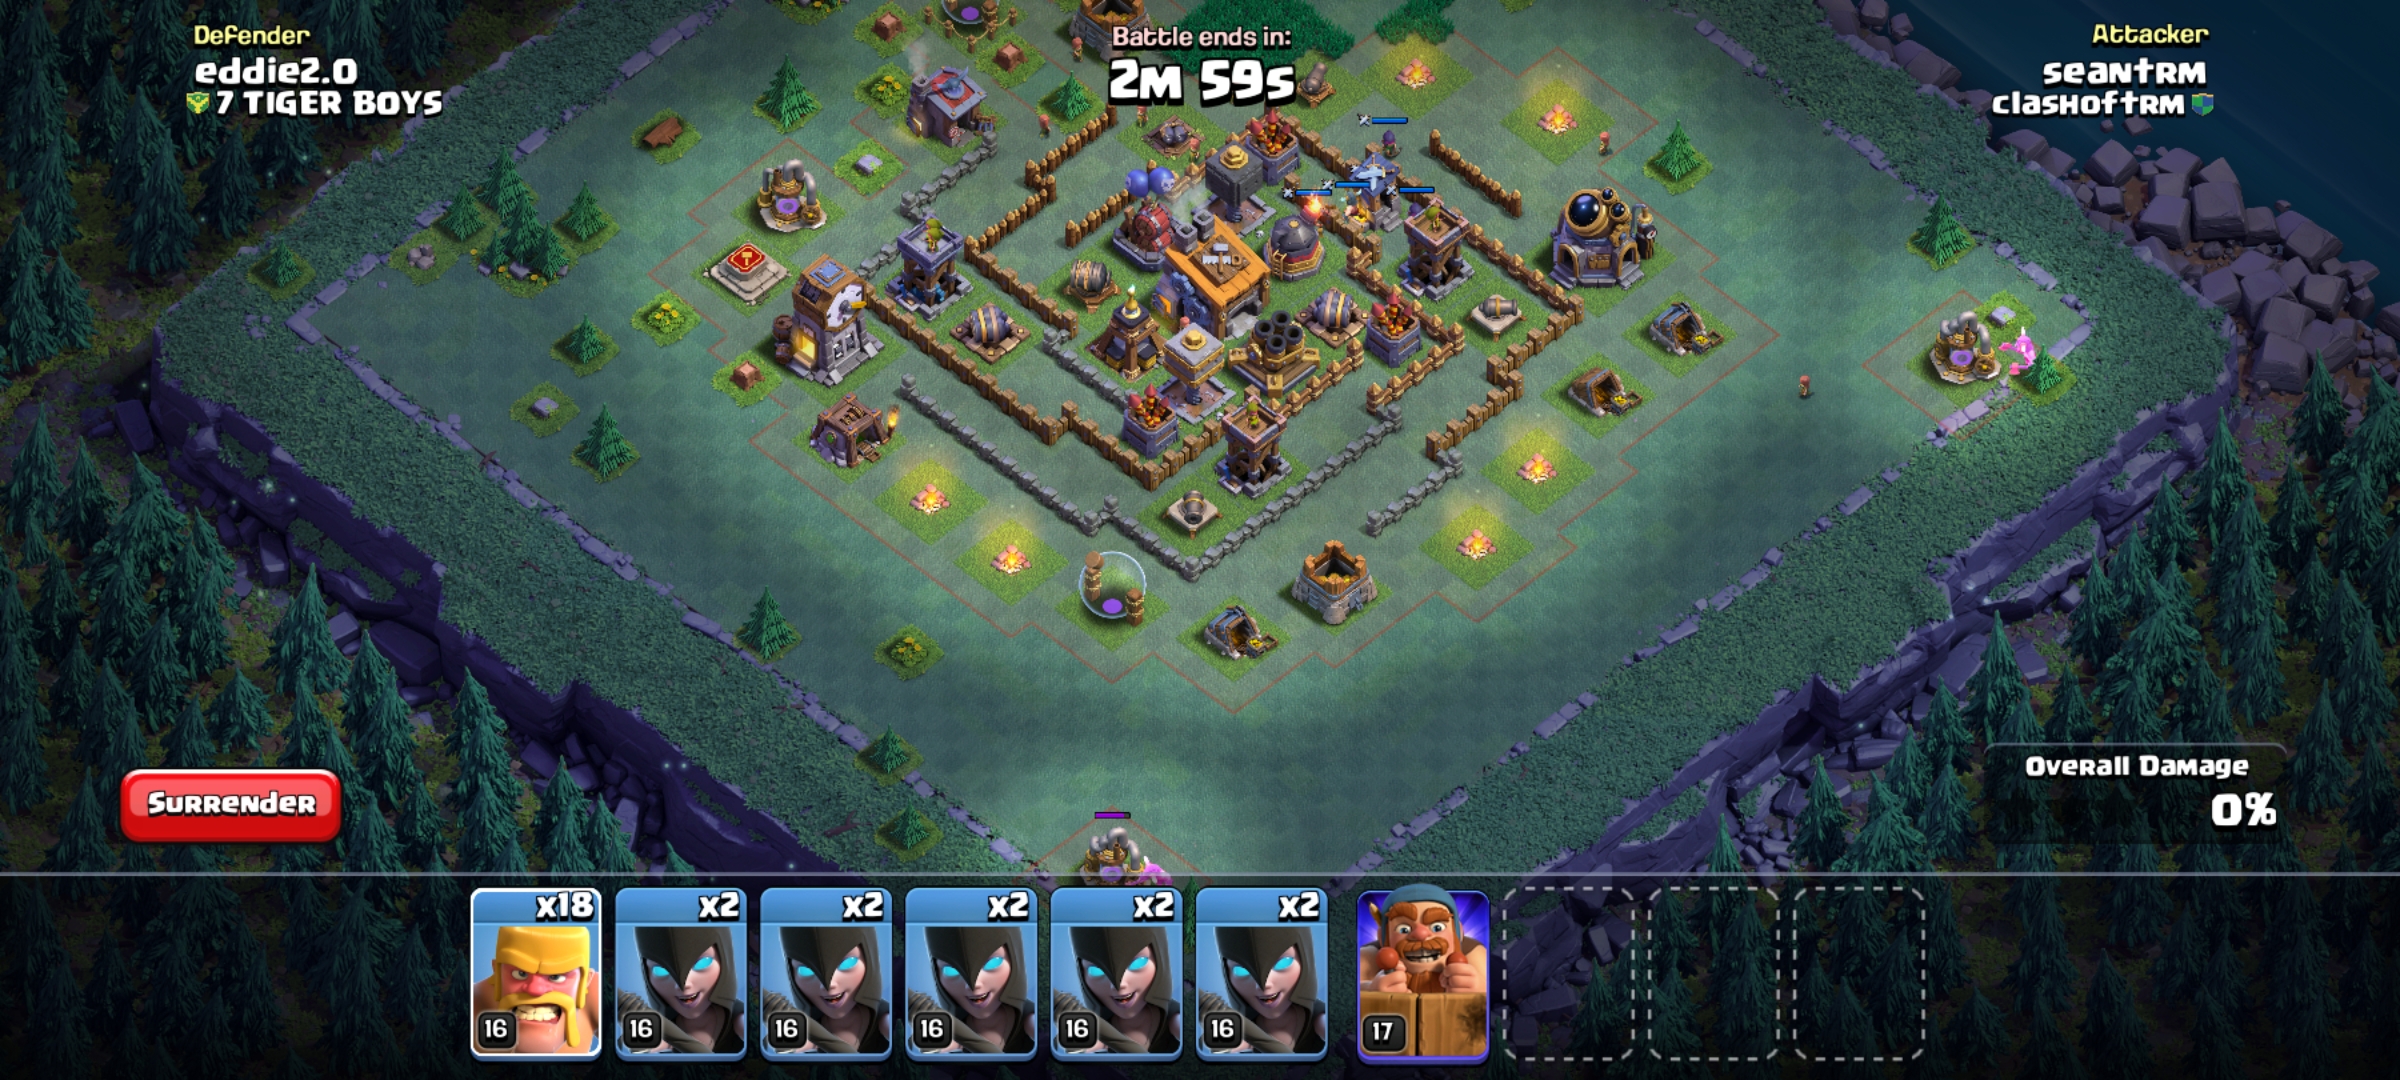 Defender
eddie2.0
7 TIGER BOYS
Battle ends in:
2M 59s
Attacker
seantRM
clashoftRM
Surrender
Overall Damage
0%
x18
x2
x2
x2
x2
x2
16
16
16
16
16
16
17